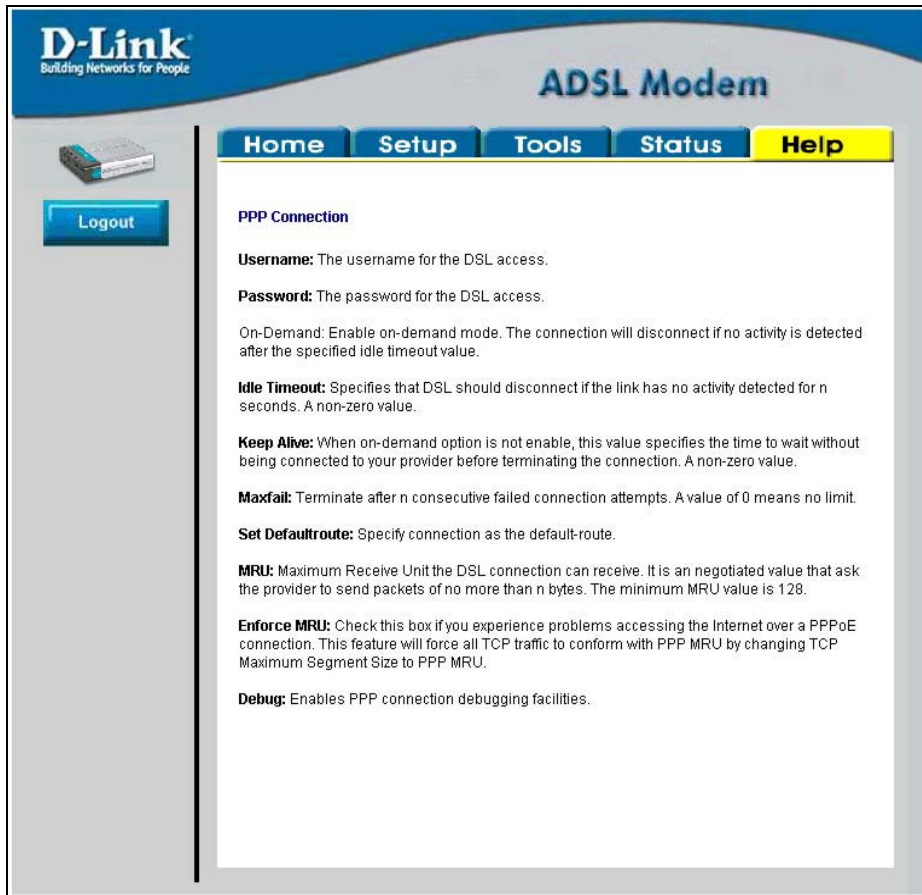 D-Link
Building Networks for People
ADSL Modem
Home
Setup
Tools
Status
Help
Logout
PPP Connection
Username: The username for the DSL access.
Password: The password for the DSL access.
On-Demand: Enable on-demand mode. The connection will disconnect if no activity is detected
after the specified idle timeout value.
Idle Timeout: Specifies that DSL should disconnect if the link has no activity detected for n
seconds. A non-zero value.
Keep Alive: When on-demand option is not enable, this value specifies the time to wait without
being connected to your provider before terminating the connection. A non-zero value.
Maxfail: Terminate after n consecutive failed connection attempts. A value of 0 means no limit.
Set Defaultroute: Specify connection as the default-route.
MRU: Maximum Receive Unit the DSL connection can receive. It is an negotiated value that ask
the provider to send packets of no more than n bytes. The minimum MRU value is 128.
Enforce MRU: Check this box if you experience problems accessing the Internet over a PPPoE
connection. This feature will force all TCP traffic to conform with PPP MRU by changing TCP
Maximum Segment Size to PPP MRU.
Debug: Enables PPP connection debugging facilities.